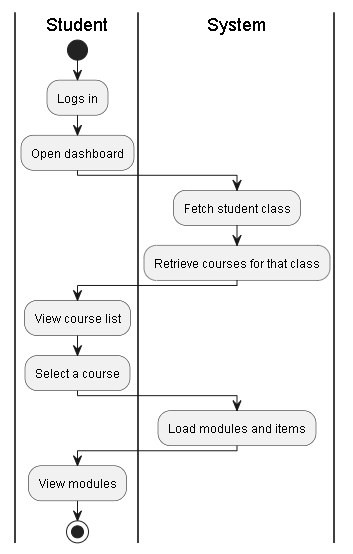 Student
System
Logs in
Open dashboard
Fetch student class
Retrieve courses for that class
View course list
Select a course
Load modules and items
View modules